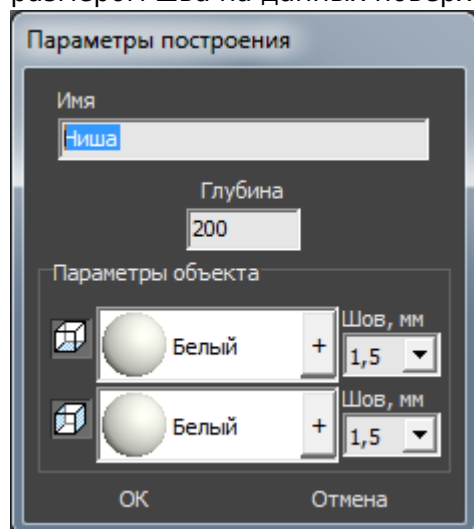 Параметры построения
Имя
Ниша
Глубина
200
Параметры объекта
Шов, мм
Белый + 1,5
Шов, мм
Белый + 1,5
ОК Отмена